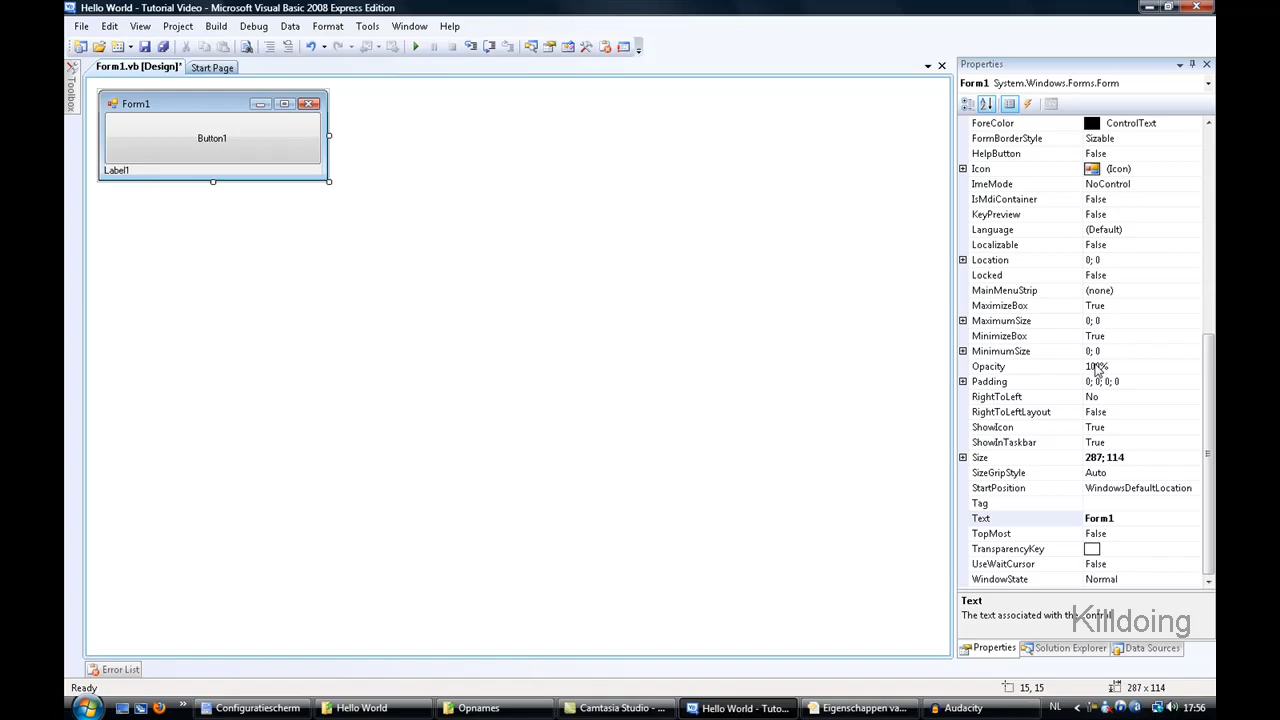 Hello World - Tutorial Video - Microsoft Visual Basic 2008 Express Edition
File Edit View Project Build Debug Data Format Tools Window Help
Form1.vb [Design]* Start Page
Toolbox
Form1
Button1
Label1
Properties
Form1 System.Windows.Forms.Form
ForeColor ControlText
FormBorderStyle Sizable
HelpButton False
Icon (Icon)
ImeMode NoControl
IsMdiContainer False
KeyPreview False
Language (Default)
Localizable False
Location 0; 0
Locked False
MainMenuStrip (none)
MaximizeBox True
MaximumSize 0; 0
MinimizeBox True
MinimumSize 0; 0
Opacity 100%
Padding 0; 0; 0; 0
RightToLeft No
RightToLeftLayout False
ShowIcon True
ShowInTaskbar True
Size 287; 114
SizeGripStyle Auto
StartPosition WindowsDefaultLocation
Tag
Text Form1
TopMost False
TransparencyKey
UseWaitCursor False
WindowState Normal
Text
The text associated with the control.
Killdoing
Properties Solution Explorer Data Sources
Error List
Ready 15, 15 287 x 114
Configuratiescherm Hello World Opnames Camtasia Studio - ... Hello World - Tuto... Eigenschappen va... Audacity NL 17:56